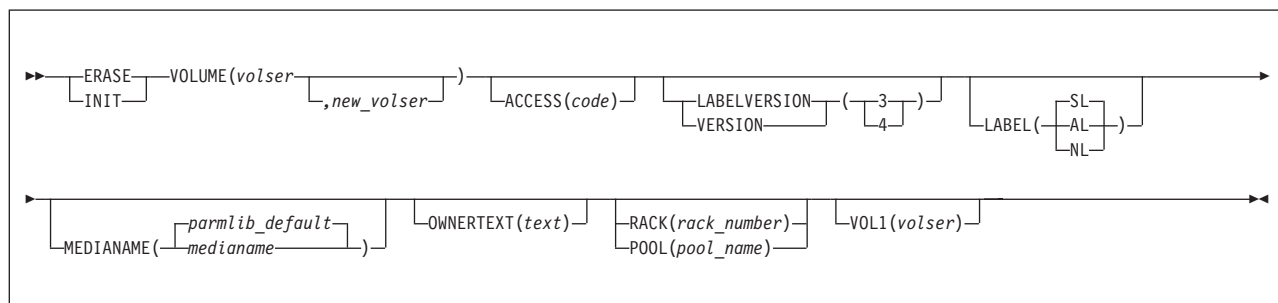 ERASE VOLUME(volser )
INIT ,new_volser ACCESS(code) LABELVERSION ( 3 ) SL
VERSION 4 LABEL( AL )
NL
parmlib_default OWNERTEXT(text) RACK(rack_number) VOL1(volser)
MEDIANAME( medianame ) POOL(pool_name)